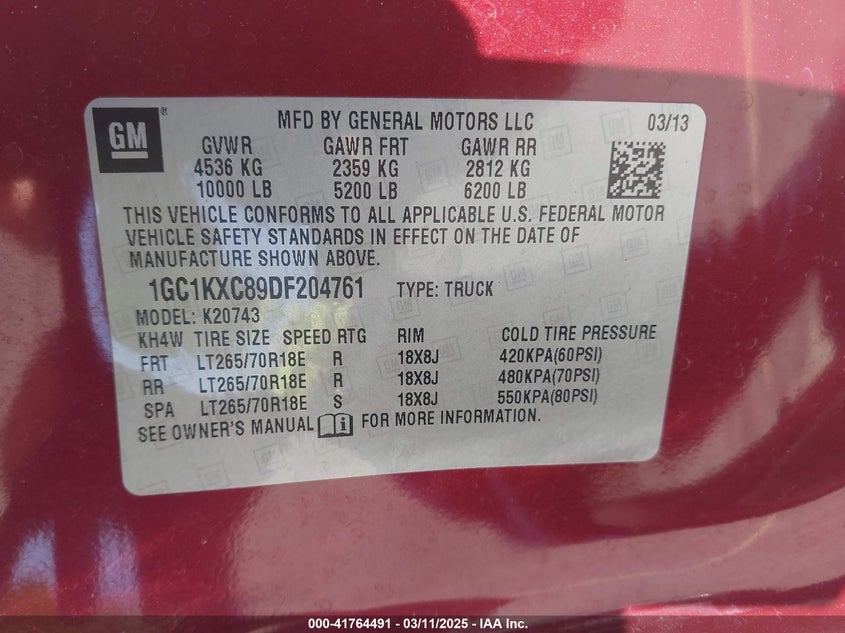 GM
MFD BY GENERAL MOTORS LLC 03/13
GVWR GAWR FRT GAWR RR
4536 KG 2359 KG 2812 KG
10000 LB 5200 LB 6200 LB
THIS VEHICLE CONFORMS TO ALL APPLICABLE U.S. FEDERAL MOTOR
VEHICLE SAFETY STANDARDS IN EFFECT ON THE DATE OF
MANUFACTURE SHOWN ABOVE.
1GC1KXC89DF204761 TYPE: TRUCK
MODEL: K20743
KH4W TIRE SIZE SPEED RTG RIM COLD TIRE PRESSURE
FRT LT265/70R18E R 18X8J 420KPA(60PSI)
RR LT265/70R18E R 18X8J 480KPA(70PSI)
SPA LT265/70R18E S 18X8J 550KPA(80PSI)
SEE OWNER'S MANUAL i FOR MORE INFORMATION.
000-41764491 - 03/11/2025 - IAA Inc.